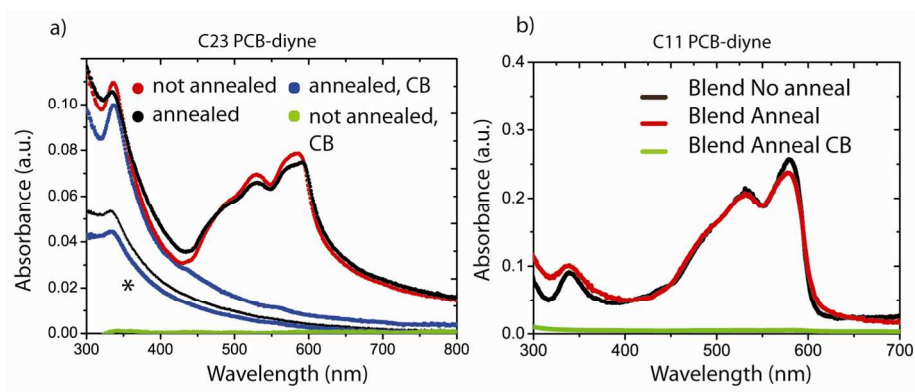 a)
C23 PCB-diyne
not annealed
annealed, CB
annealed
not annealed,
CB
*
Absorbance (a.u.)
0.10
0.08
0.06
0.04
0.02
0.00
300 400 500 600 700 800
Wavelength (nm)
b)
C11 PCB-diyne
Blend No anneal
Blend Anneal
Blend Anneal CB
Absorbance (a.u.)
0.4
0.3
0.2
0.1
0.0
300 400 500 600 700
Wavelength (nm)